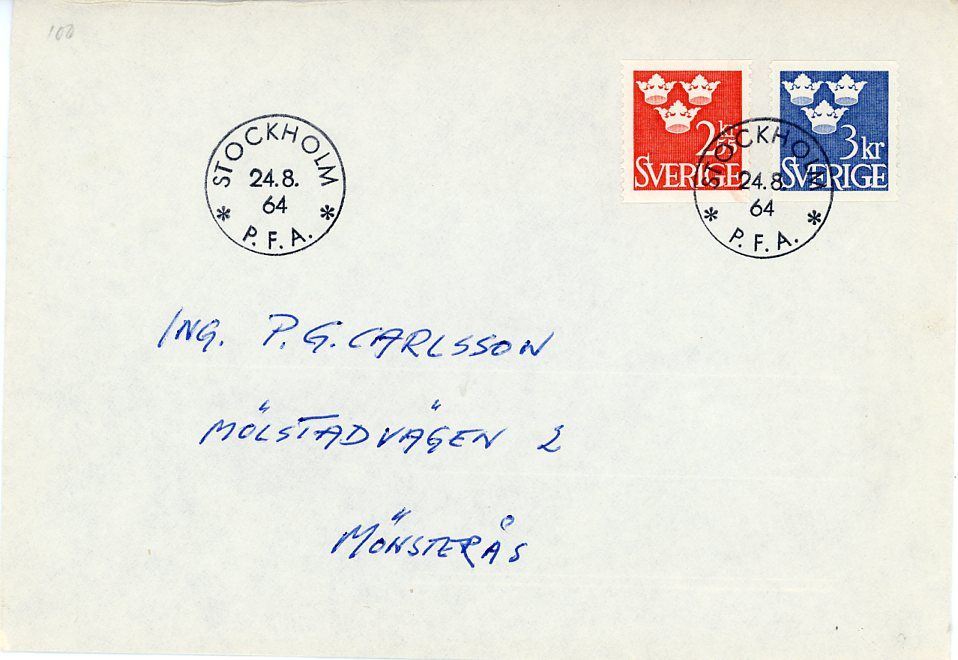 100
2 kr
SVERIGE
3 kr
SVERIGE
STOCKHOLM
24.8.
64
* P.F.A. *
STOCKHOLM
24.8.
64
* P.F.A. *
ING. P.G. CARLSSON
MÖLSTADVÄGEN 2
MÖNSTERÅS